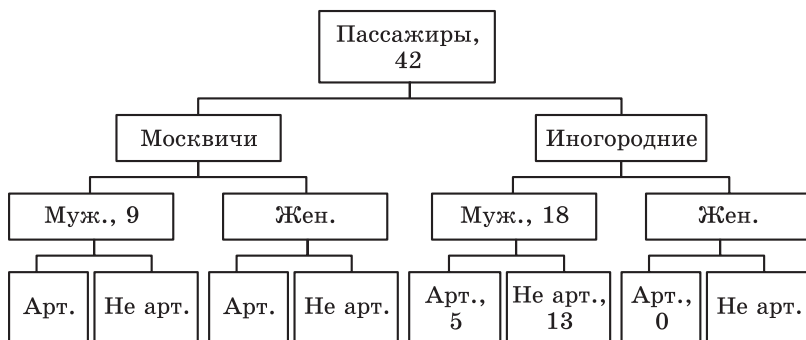 Пассажиры,
42
Москвичи
Иногородние
Муж., 9
Жен.
Муж., 18
Жен.
Арт.
Не арт.
Арт.
Не арт.
Арт.,
5
Не арт.,
13
Арт.,
0
Не арт.